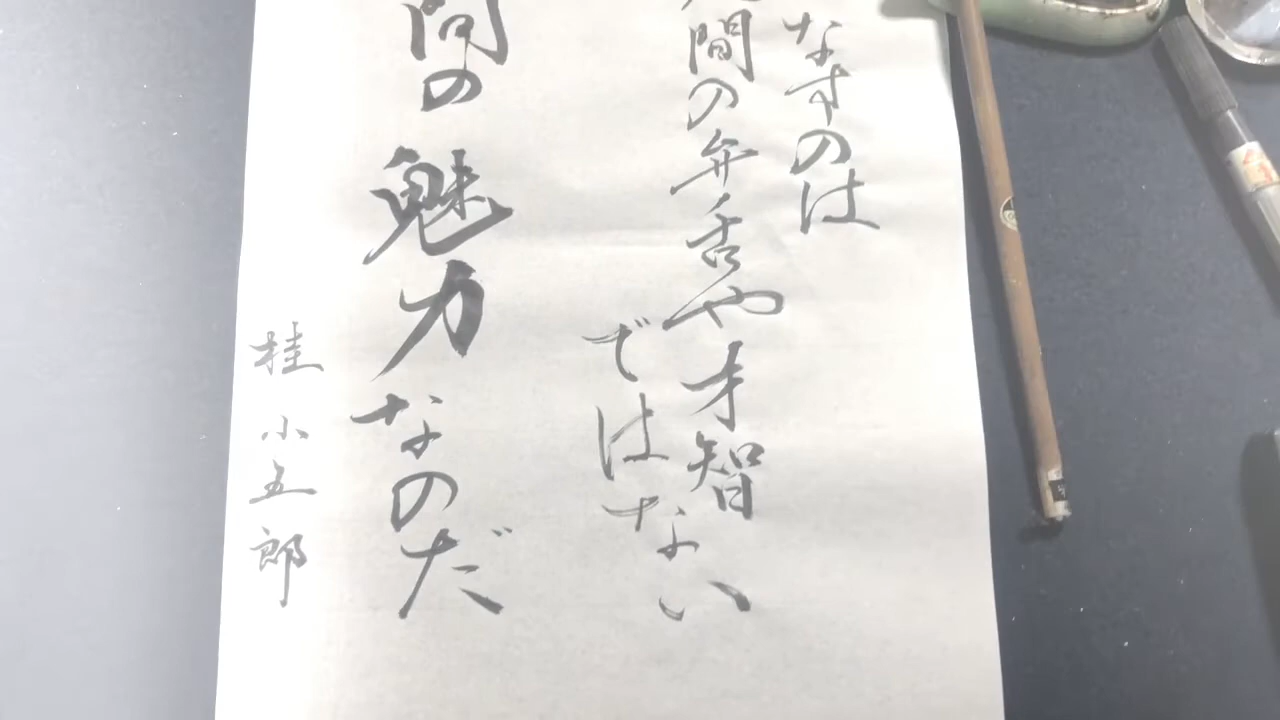 なすのは
間の弁舌や才智
ではない
間の魅力なのだ
桂小五郎